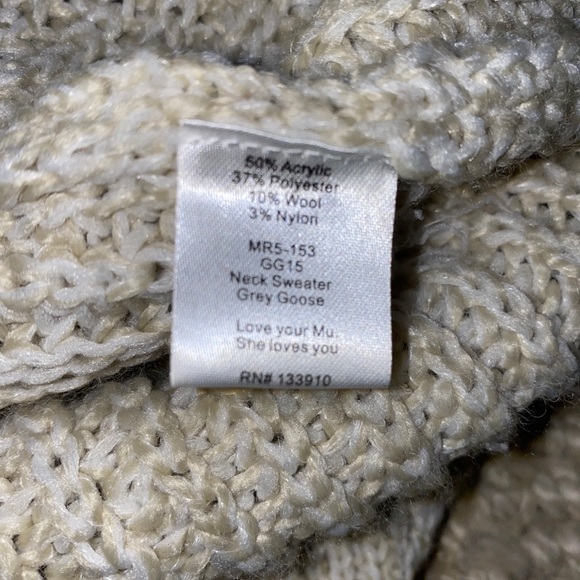 50% Acrylic
37% Polyester
10% Wool
3% Nylon
MR5-153
GG15
Neck Sweater
Grey Goose
Love your Mu.
She loves you
RN# 133910